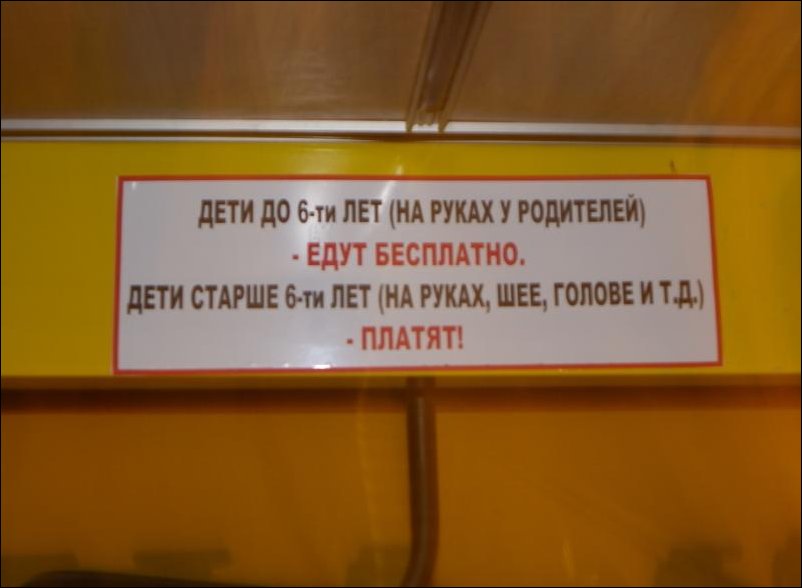 ДЕТИ ДО 6-ти ЛЕТ (НА РУКАХ У РОДИТЕЛЕЙ)
- ЕДУТ БЕСПЛАТНО.
ДЕТИ СТАРШЕ 6-ти ЛЕТ (НА РУКАХ, ШЕЕ, ГОЛОВЕ И Т.Д.)
- ПЛАТЯТ!